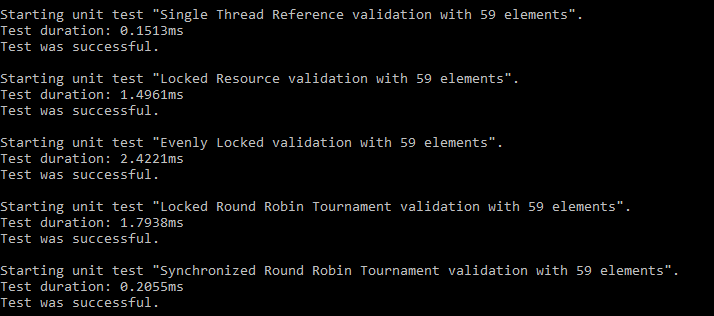 Starting unit test "Single Thread Reference validation with 59 elements".
Test duration: 0.1513ms
Test was successful.
Starting unit test "Locked Resource validation with 59 elements".
Test duration: 1.4961ms
Test was successful.
Starting unit test "Evenly Locked validation with 59 elements".
Test duration: 2.4221ms
Test was successful.
Starting unit test "Locked Round Robin Tournament validation with 59 elements".
Test duration: 1.7938ms
Test was successful.
Starting unit test "Synchronized Round Robin Tournament validation with 59 elements".
Test duration: 0.2055ms
Test was successful.